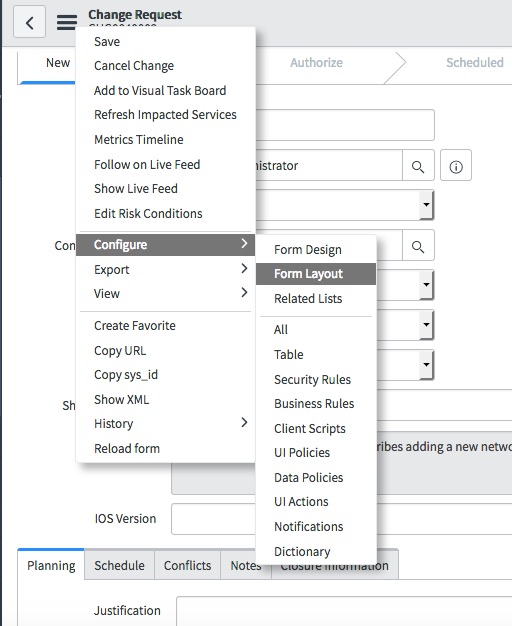 Change Request
New
Authorize
Scheduled
Save
Cancel Change
Add to Visual Task Board
Refresh Impacted Services
Metrics Timeline
Follow on Live Feed
Show Live Feed
Edit Risk Conditions
Configure
Export
View
Create Favorite
Copy URL
Copy sys_id
Show XML
History
Reload form
Form Design
Form Layout
Related Lists
All
Table
Security Rules
Business Rules
Client Scripts
UI Policies
Data Policies
UI Actions
Notifications
Dictionary
nistrator
Con
Sh
ribes adding a new netwo
IOS Version
Planning
Schedule
Conflicts
Notes
Closure Information
Justification